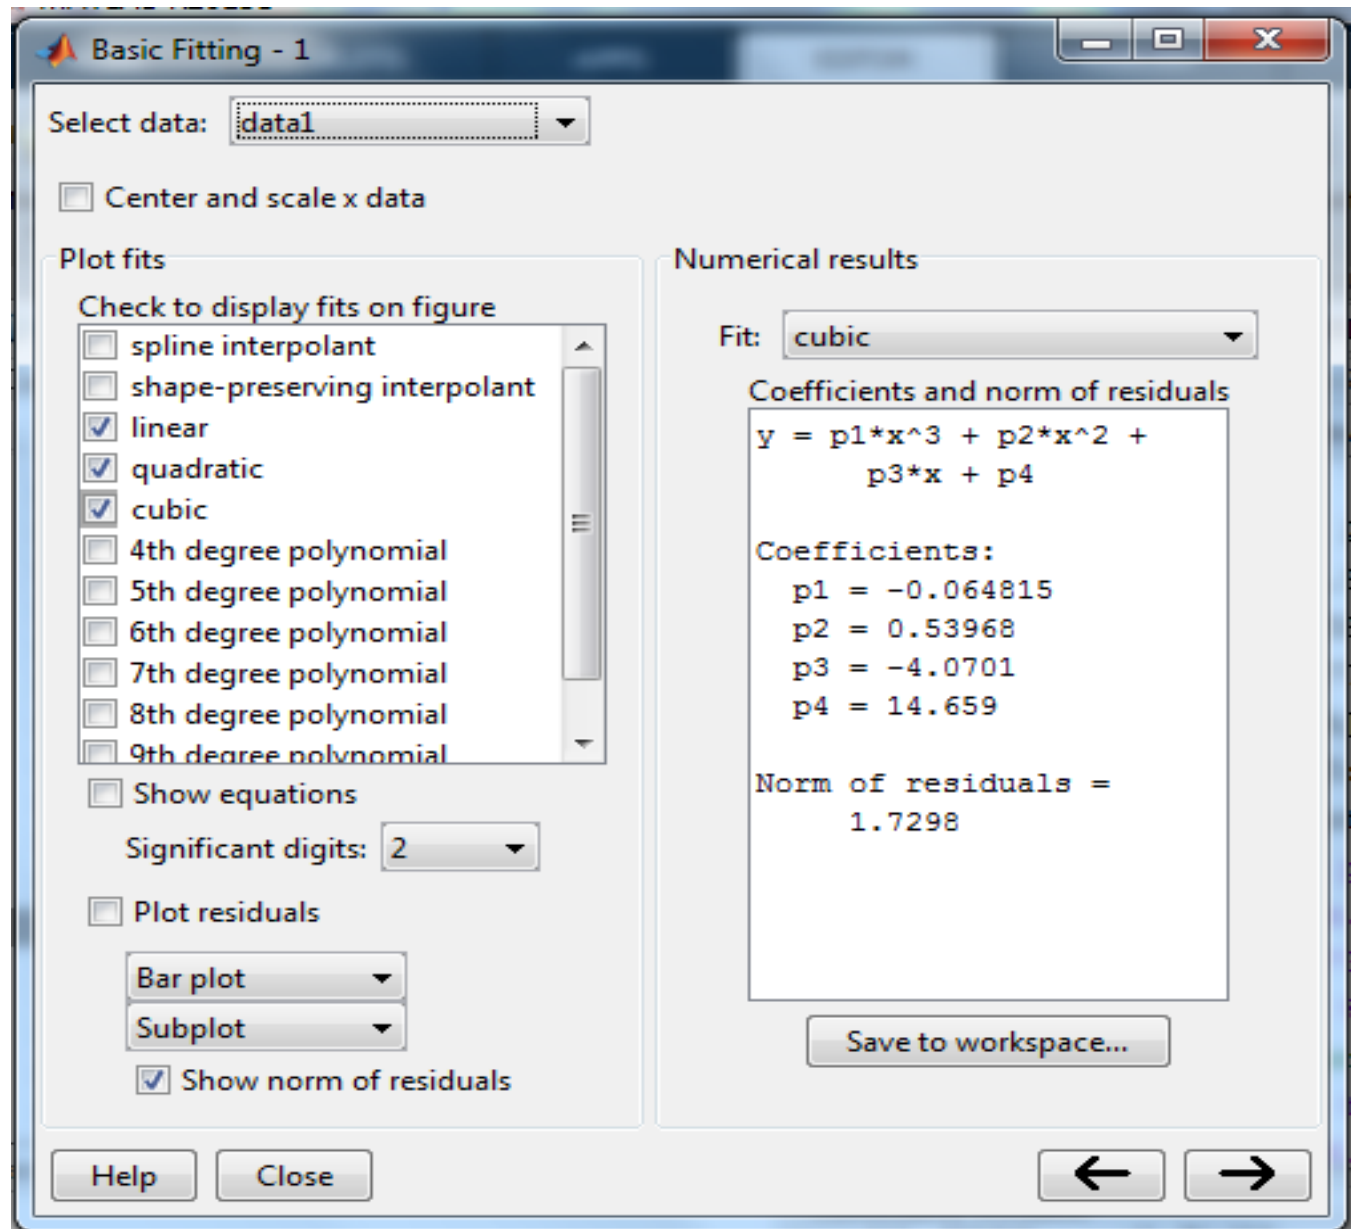 Basic Fitting - 1
Select data: data1
Center and scale x data
Plot fits
Check to display fits on figure
spline interpolant
shape-preserving interpolant
linear
quadratic
cubic
4th degree polynomial
5th degree polynomial
6th degree polynomial
7th degree polynomial
8th degree polynomial
9th degree polynomial
Show equations
Significant digits: 2
Plot residuals
Bar plot
Subplot
Show norm of residuals
Numerical results
Fit: cubic
Coefficients and norm of residuals
y = p1*x^3 + p2*x^2 +
p3*x + p4
Coefficients:
p1 = -0.064815
p2 = 0.53968
p3 = -4.0701
p4 = 14.659
Norm of residuals =
1.7298
Save to workspace...
Help
Close
← →